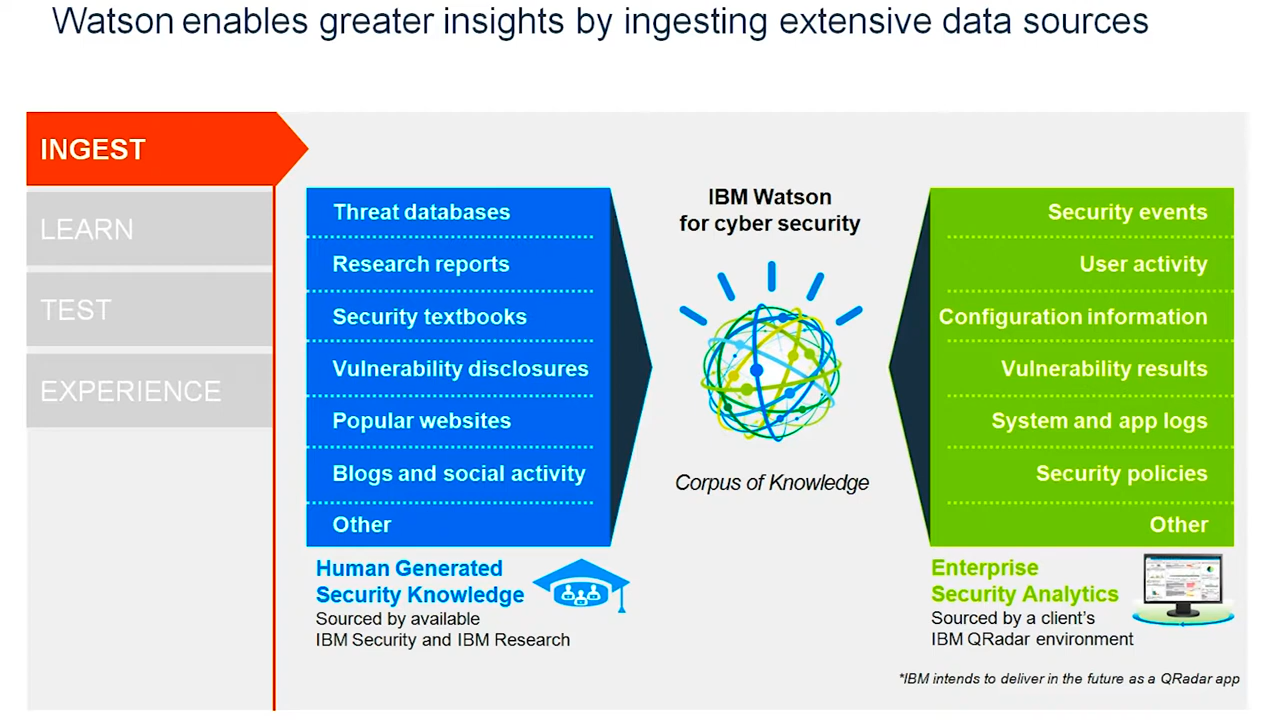 Watson enables greater insights by ingesting extensive data sources
INGEST
LEARN
TEST
EXPERIENCE
Threat databases
Research reports
Security textbooks
Vulnerability disclosures
Popular websites
Blogs and social activity
Other
Human Generated
Security Knowledge
Sourced by available
IBM Security and IBM Research
IBM Watson
for cyber security
Corpus of Knowledge
Security events
User activity
Configuration information
Vulnerability results
System and app logs
Security policies
Other
Enterprise
Security Analytics
Sourced by a client's
IBM QRadar environment
*IBM intends to deliver in the future as a QRadar app